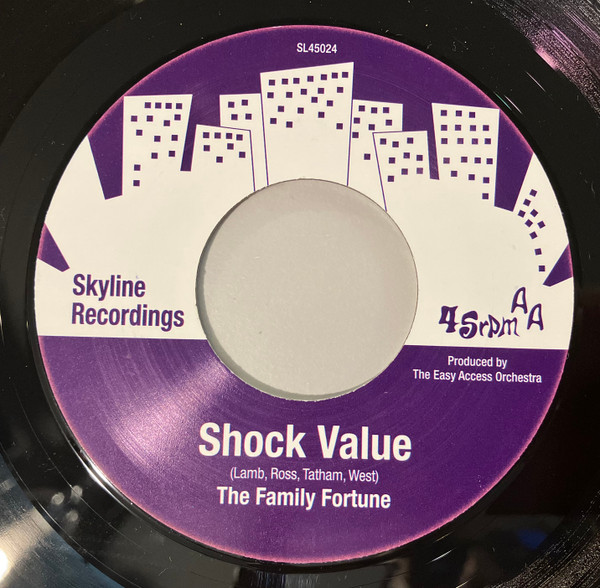 SL45024
Skyline
Recordings
45rpm AA
Produced by
The Easy Access Orchestra
Shock Value
(Lamb, Ross, Tatham, West)
The Family Fortune